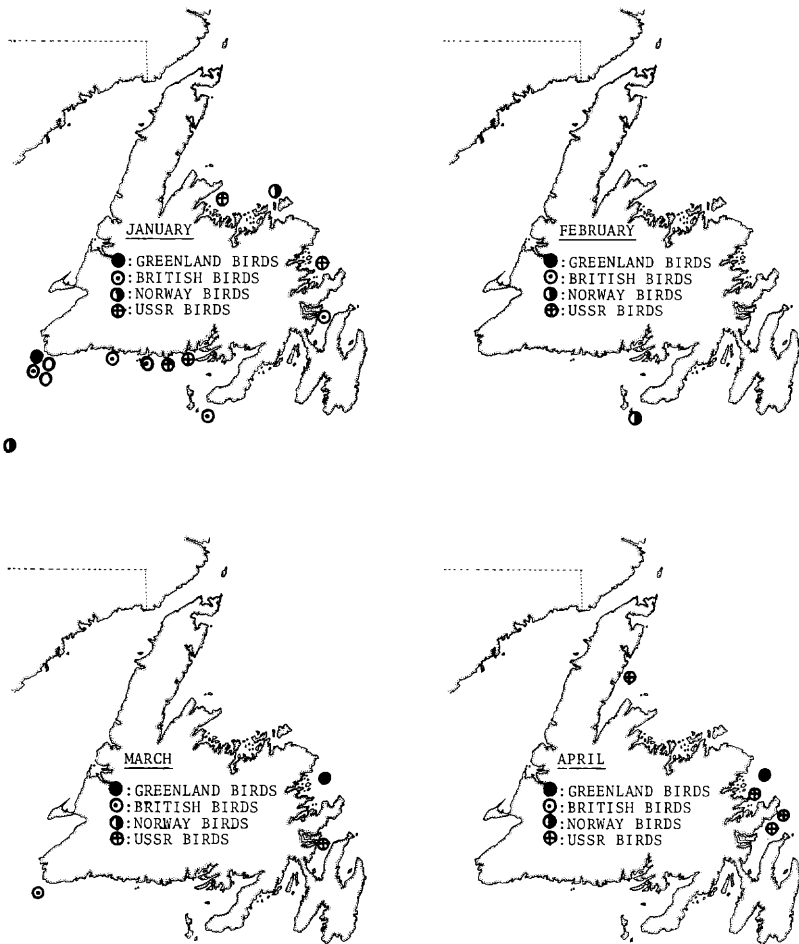 JANUARY
: GREENLAND BIRDS
: BRITISH BIRDS
: NORWAY BIRDS
: USSR BIRDS
FEBRUARY
: GREENLAND BIRDS
: BRITISH BIRDS
: NORWAY BIRDS
: USSR BIRDS
MARCH
: GREENLAND BIRDS
: BRITISH BIRDS
: NORWAY BIRDS
: USSR BIRDS
APRIL
: GREENLAND BIRDS
: BRITISH BIRDS
: NORWAY BIRDS
: USSR BIRDS